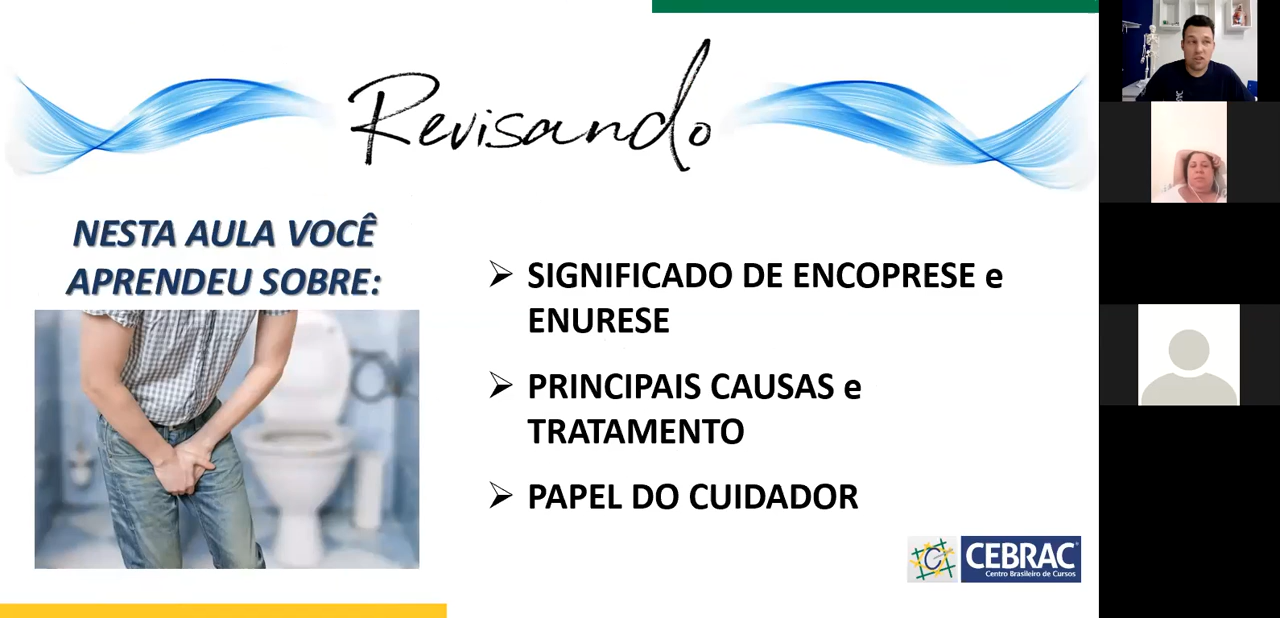 Revisando
NESTA AULA VOCÊ
APRENDEU SOBRE:
SIGNIFICADO DE ENCOPRESE e
ENURESE
PRINCIPAIS CAUSAS e
TRATAMENTO
PAPEL DO CUIDADOR
CEBRAC
Centro Brasileiro de Cursos